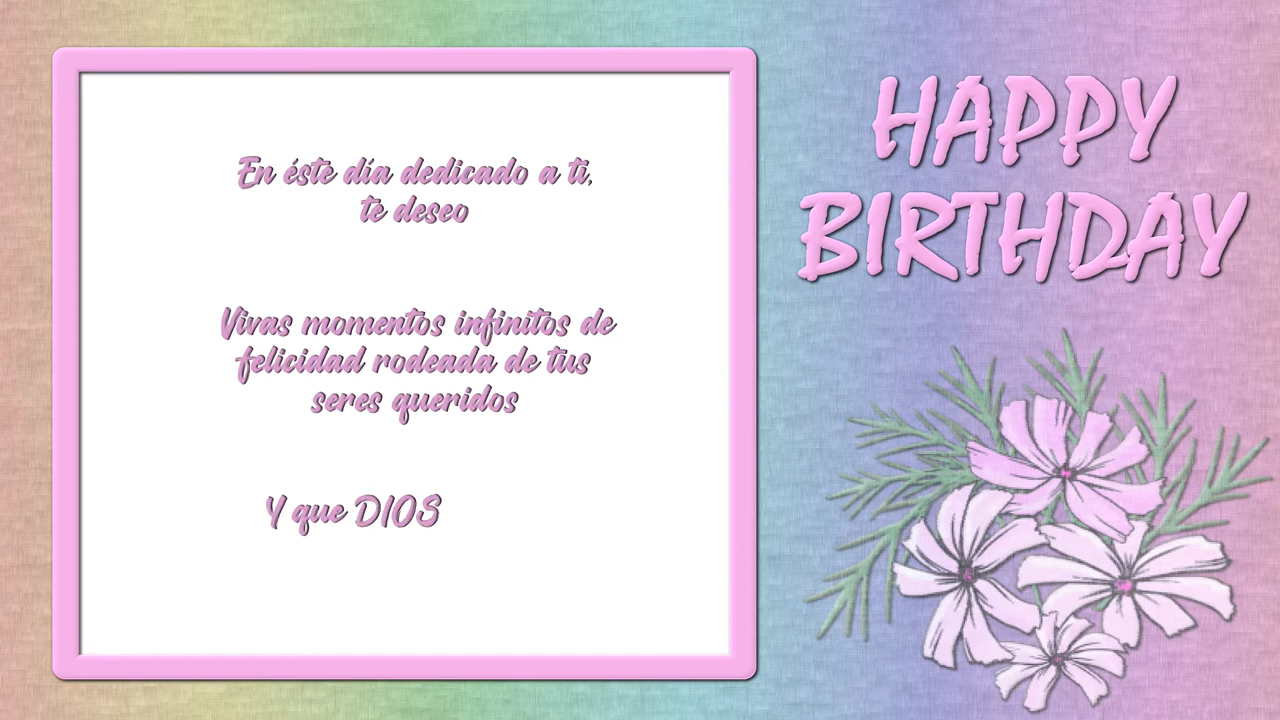 En éste día dedicado a ti,
te deseo
Vivas momentos infinitos de
felicidad rodeada de tus
seres queridos
Y que DIOS
HAPPY
BIRTHDAY